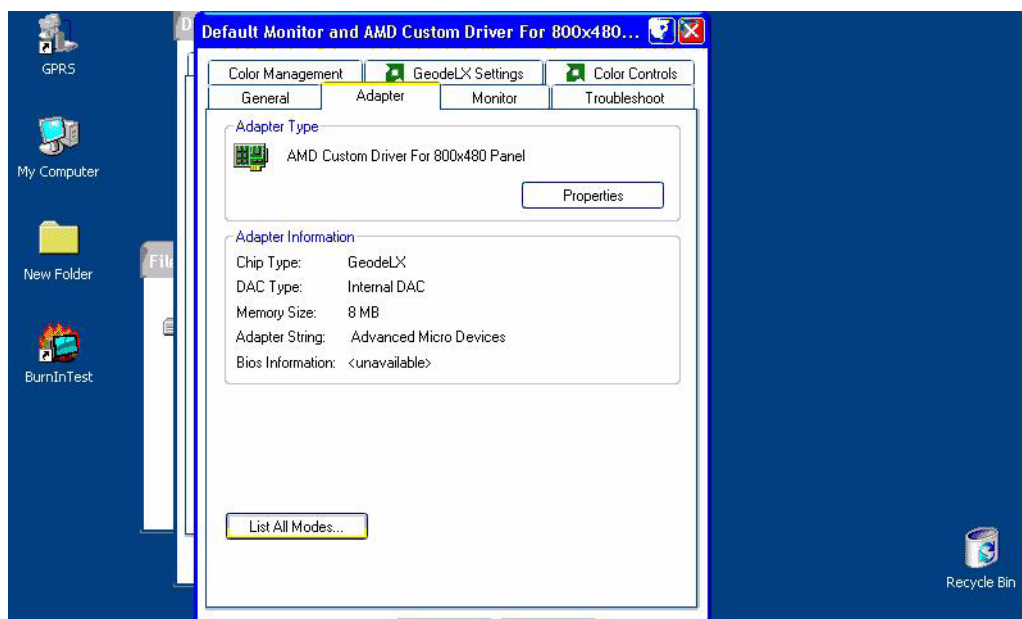 GPRS
My Computer
New Folder
BurnInTest
D
File
Default Monitor and AMD Custom Driver For 800x480...
Color Management
GeodeLX Settings
Color Controls
General
Adapter
Monitor
Troubleshoot
Adapter Type
AMD Custom Driver For 800x480 Panel
Properties
Adapter Information
Chip Type: GeodeLX
DAC Type: Internal DAC
Memory Size: 8 MB
Adapter String: Advanced Micro Devices
Bios Information: <unavailable>
List All Modes...
Recycle Bin